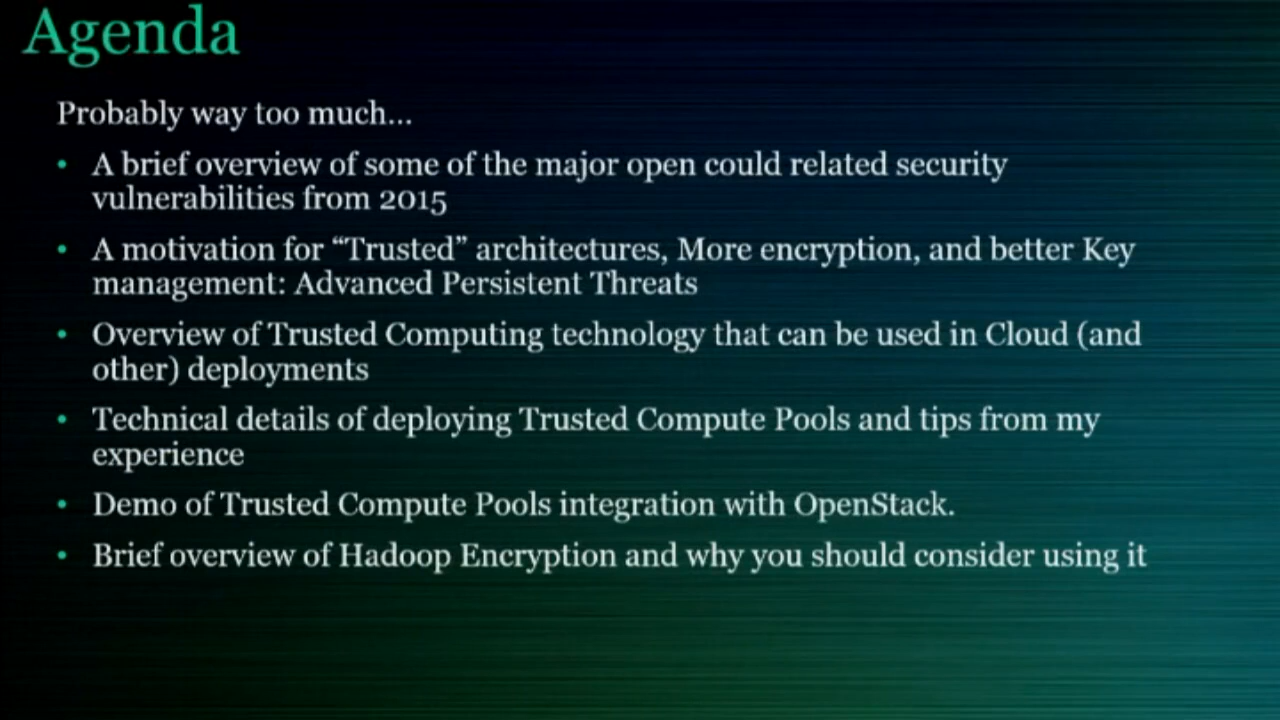 Agenda
Probably way too much...
• A brief overview of some of the major open could related security
vulnerabilities from 2015
• A motivation for “Trusted” architectures, More encryption, and better Key
management: Advanced Persistent Threats
• Overview of Trusted Computing technology that can be used in Cloud (and
other) deployments
• Technical details of deploying Trusted Compute Pools and tips from my
experience
• Demo of Trusted Compute Pools integration with OpenStack.
• Brief overview of Hadoop Encryption and why you should consider using it